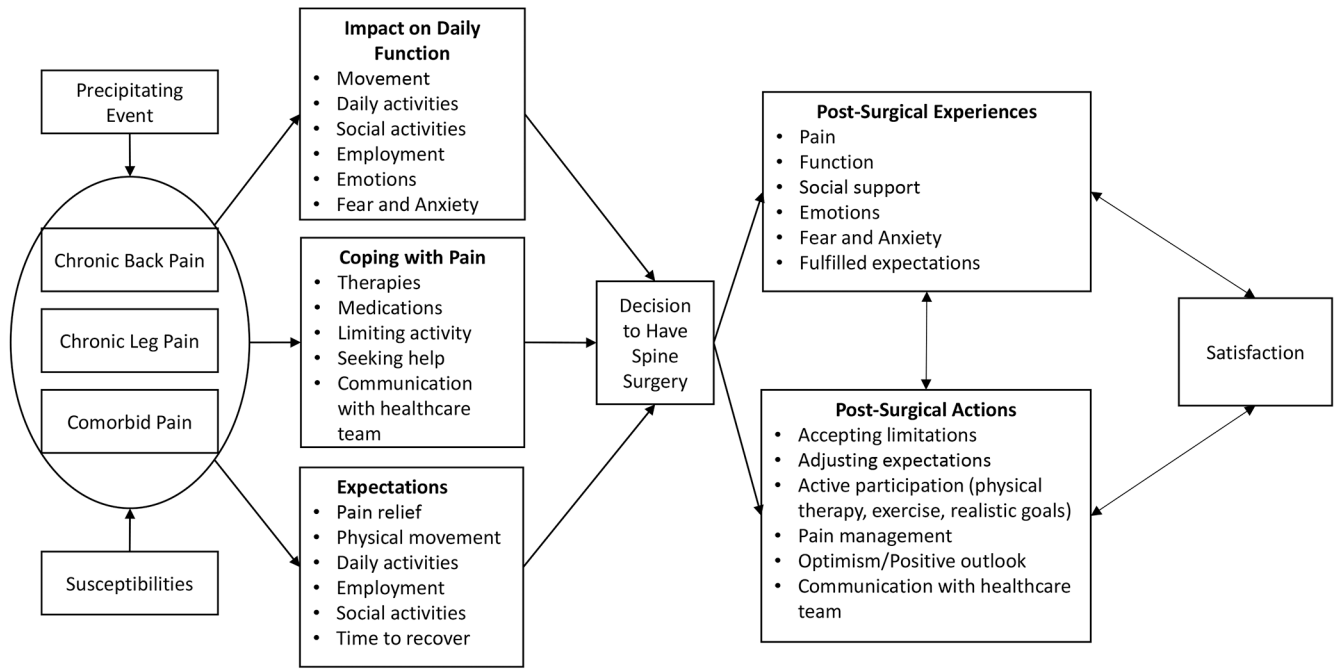 Precipitating
Event
Chronic Back Pain
Chronic Leg Pain
Comorbid Pain
Susceptibilities
Impact on Daily
Function
• Movement
• Daily activities
• Social activities
• Employment
• Emotions
• Fear and Anxiety
Coping with Pain
• Therapies
• Medications
• Limiting activity
• Seeking help
• Communication
with healthcare
team
Expectations
• Pain relief
• Physical movement
• Daily activities
• Employment
• Social activities
• Time to recover
Decision
to Have
Spine
Surgery
Post-Surgical Experiences
• Pain
• Function
• Social support
• Emotions
• Fear and Anxiety
• Fulfilled expectations
Post-Surgical Actions
• Accepting limitations
• Adjusting expectations
• Active participation (physical
therapy, exercise, realistic goals)
• Pain management
• Optimism/Positive outlook
• Communication with healthcare
team
Satisfaction